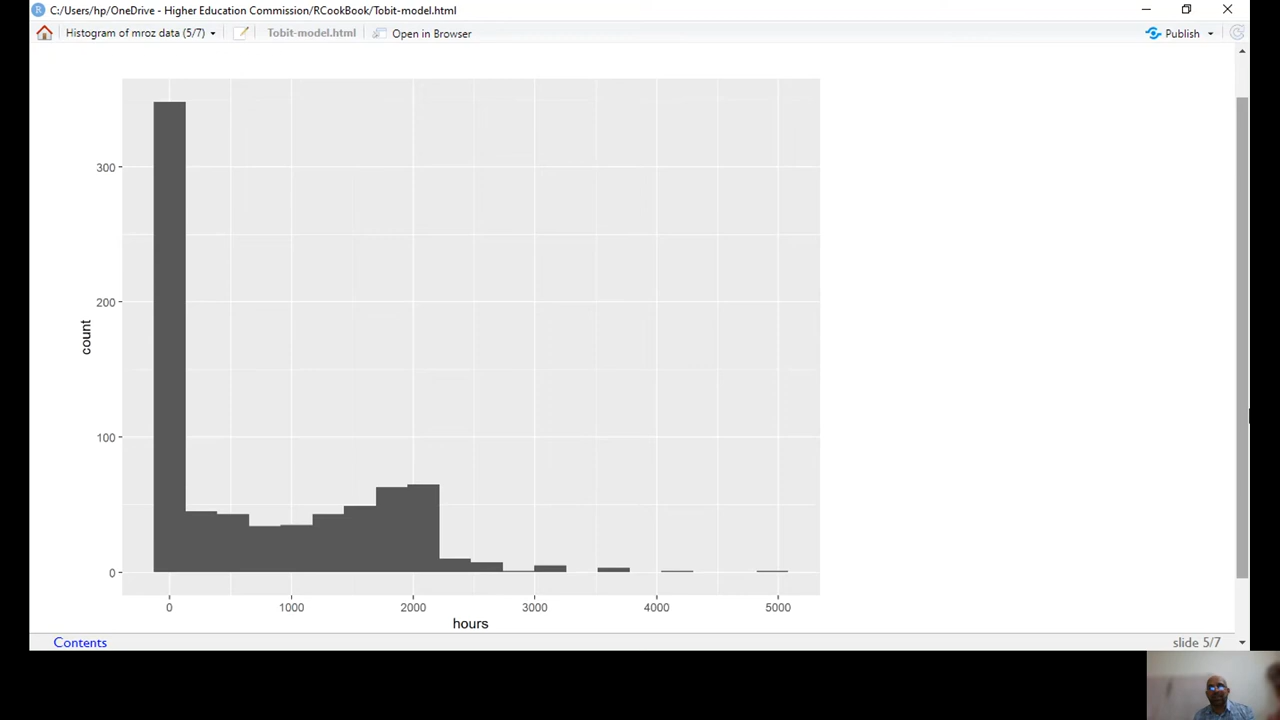 C:/Users/hp/OneDrive - Higher Education Commission/RCookBook/Tobit-model.html
Histogram of mroz data (5/7) Tobit-model.html Open in Browser Publish
300
200
100
0
count
0 1000 2000 3000 4000 5000
hours
Contents slide 5/7